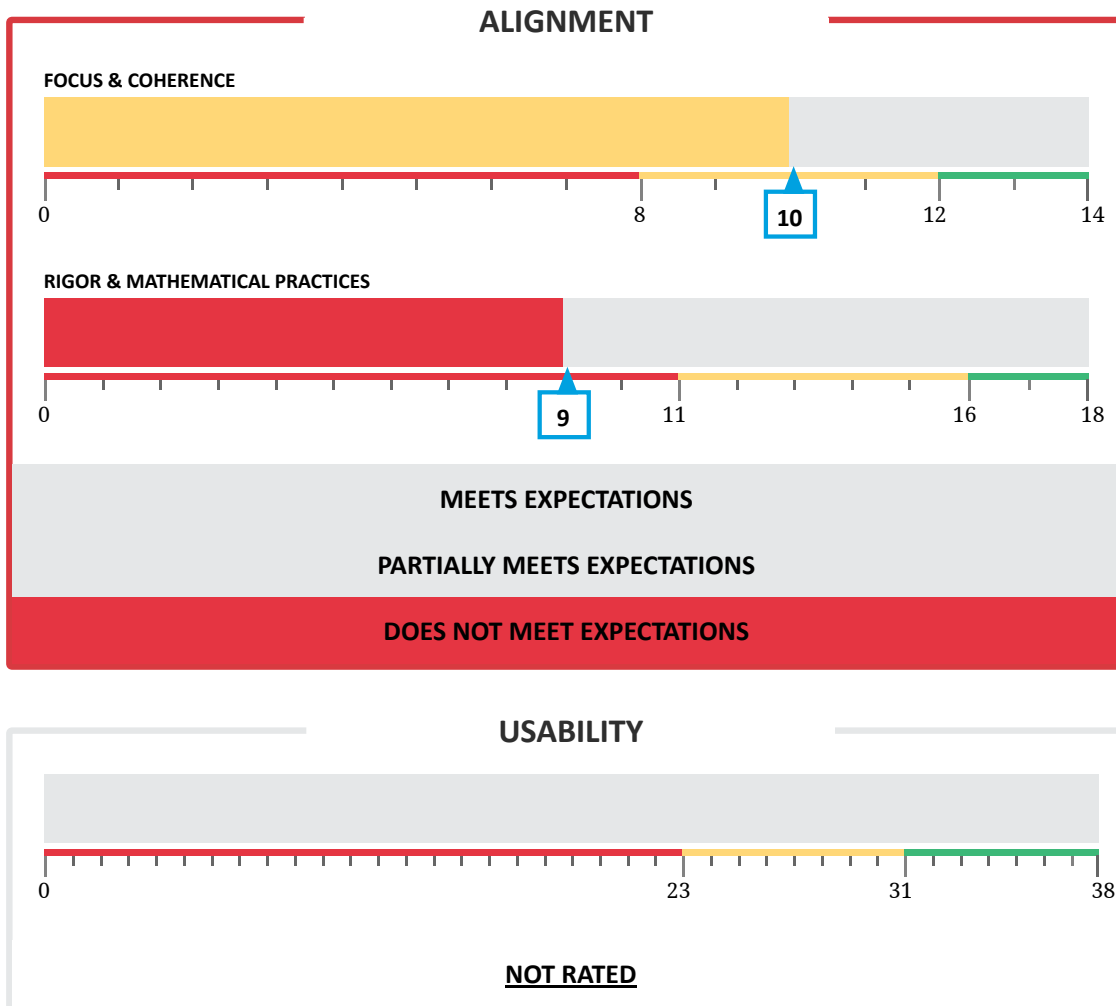 ALIGNMENT
FOCUS & COHERENCE
0 8 12 14
10
RIGOR & MATHEMATICAL PRACTICES
0 11 16 18
9
MEETS EXPECTATIONS
PARTIALLY MEETS EXPECTATIONS
DOES NOT MEET EXPECTATIONS
USABILITY
0 23 31 38
NOT RATED